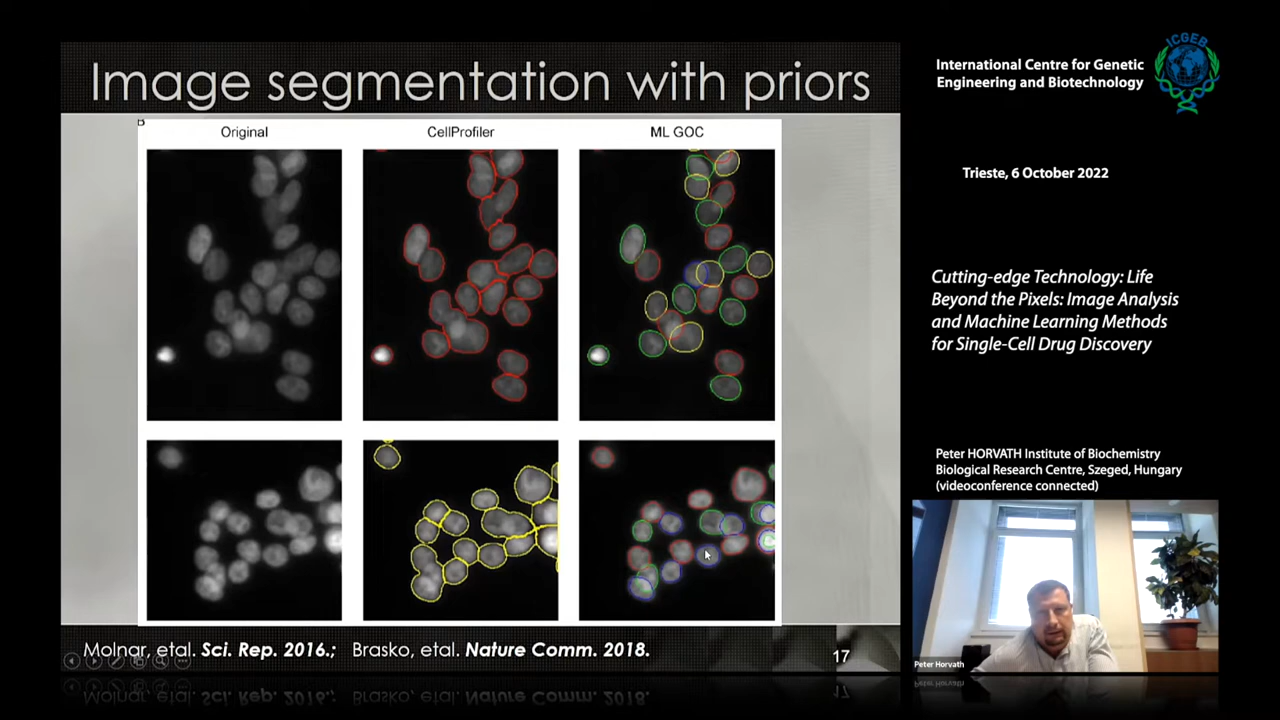 Image segmentation with priors
B
Original
CellProfiler
ML GOC
Molnar, etal. Sci. Rep. 2016.; Brasko, etal. Nature Comm. 2018.
17
International Centre for Genetic
Engineering and Biotechnology
ICGEB
Trieste, 6 October 2022
Cutting-edge Technology: Life
Beyond the Pixels: Image Analysis
and Machine Learning Methods
for Single-Cell Drug Discovery
Peter HORVATH Institute of Biochemistry
Biological Research Centre, Szeged, Hungary
(videoconference connected)
Peter Horvath